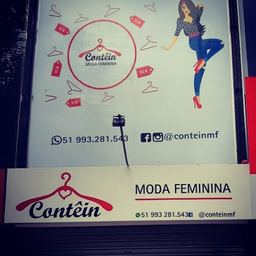 Contêin
MODA FEMININA
51 993.281.543
@conteinmf
Contêin
MODA FEMININA
51 993 281.543
@conteinmf